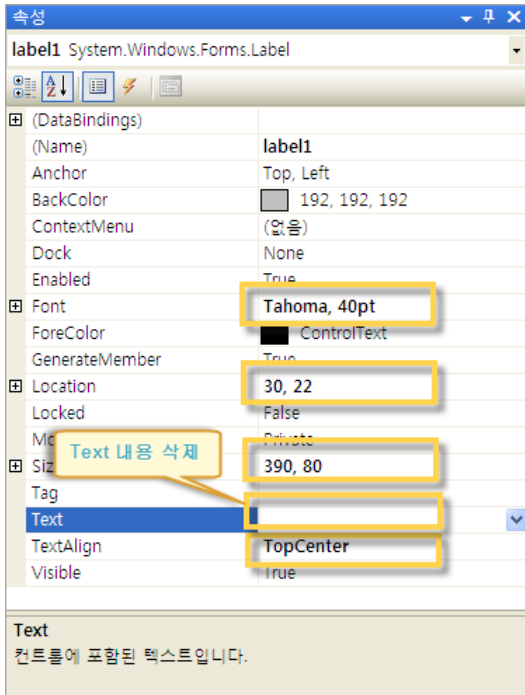 속성
label1 System.Windows.Forms.Label
(DataBindings)
(Name) label1
Anchor Top, Left
BackColor 192, 192, 192
ContextMenu (없음)
Dock None
Enabled True
Font Tahoma, 40pt
ForeColor ControlText
GenerateMember True
Location 30, 22
Locked False
Private
Text 내용 삭제
Siz 390, 80
Tag
Text
TextAlign TopCenter
Visible True
Text
컨트롤에 포함된 텍스트입니다.